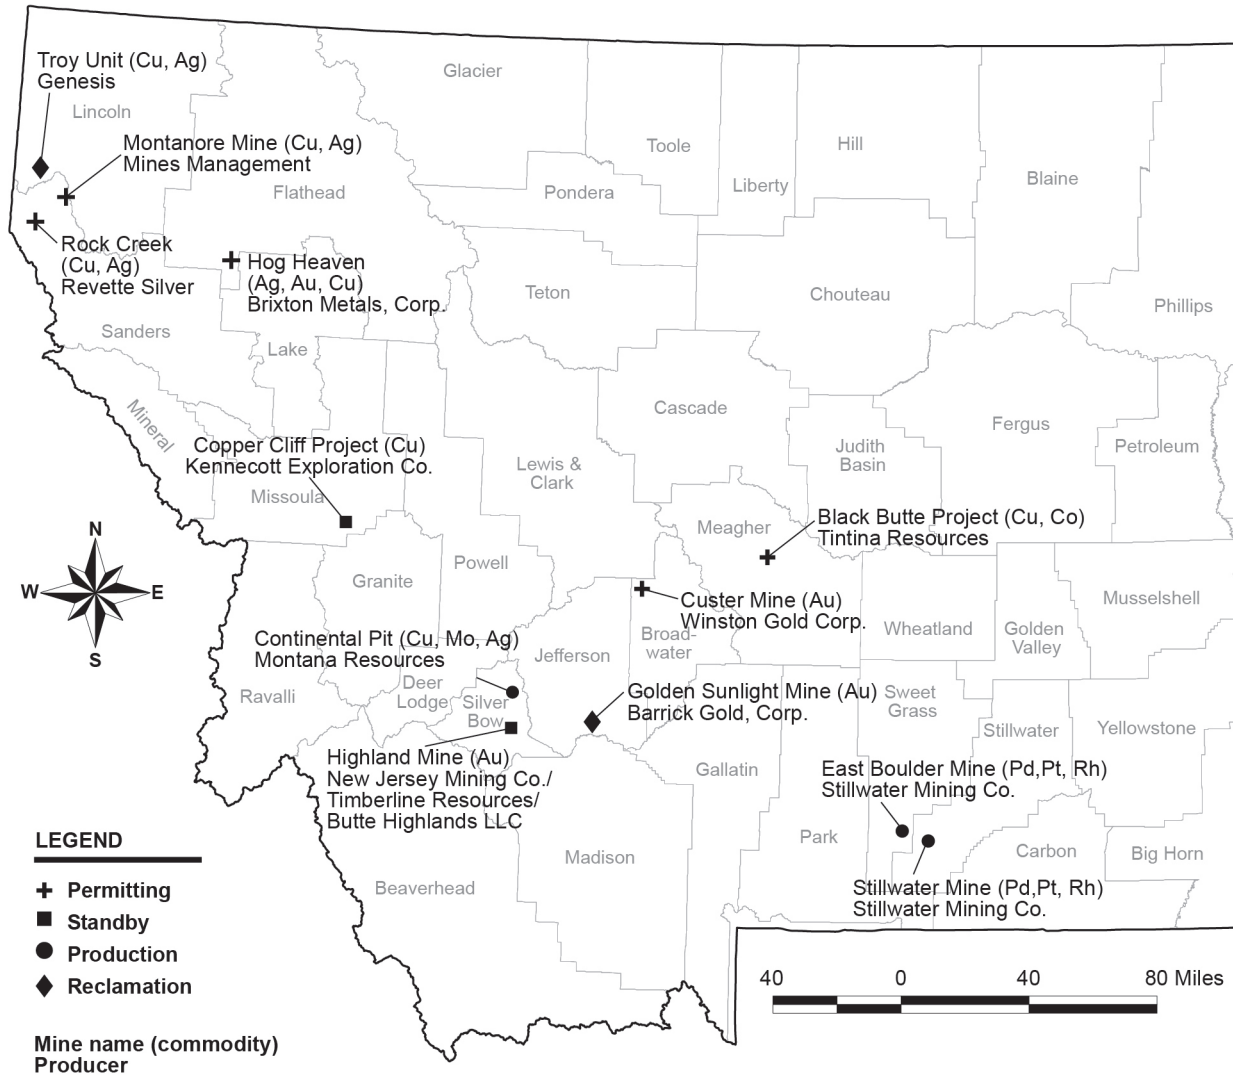 Troy Unit (Cu, Ag)
Genesis
Lincoln
Glacier
Montanore Mine (Cu, Ag)
Mines Management
Flathead
Toole
Hill
Liberty
Blaine
Pondera
Rock Creek
(Cu, Ag)
Revette Silver
Hog Heaven
(Ag, Au, Cu)
Brixton Metals, Corp.
Teton
Chouteau
Phillips
Sanders
Lake
Mineral
Cascade
Fergus
Judith
Basin
Petroleum
Copper Cliff Project (Cu)
Kennecott Exploration Co.
Missoula
Lewis &
Clark
Meagher
Black Butte Project (Cu, Co)
Tintina Resources
N
W
E
S
Granite
Powell
Custer Mine (Au)
Winston Gold Corp.
Musselshell
Wheatland
Golden
Valley
Continental Pit (Cu, Mo, Ag)
Montana Resources
Jefferson
Broad-
water
Ravalli
Deer
Lodge
Silver
Bow
Golden Sunlight Mine (Au)
Barrick Gold, Corp.
Sweet
Grass
Stillwater
Yellowstone
Highland Mine (Au)
New Jersey Mining Co./
Timberline Resources/
Butte Highlands LLC
Gallatin
East Boulder Mine (Pd,Pt, Rh)
Stillwater Mining Co.
Park
Carbon
Big Horn
Madison
Beaverhead
Stillwater Mine (Pd,Pt, Rh)
Stillwater Mining Co.
LEGEND
Permitting
Standby
Production
Reclamation
Mine name (commodity)
Producer
40 0 40 80 Miles